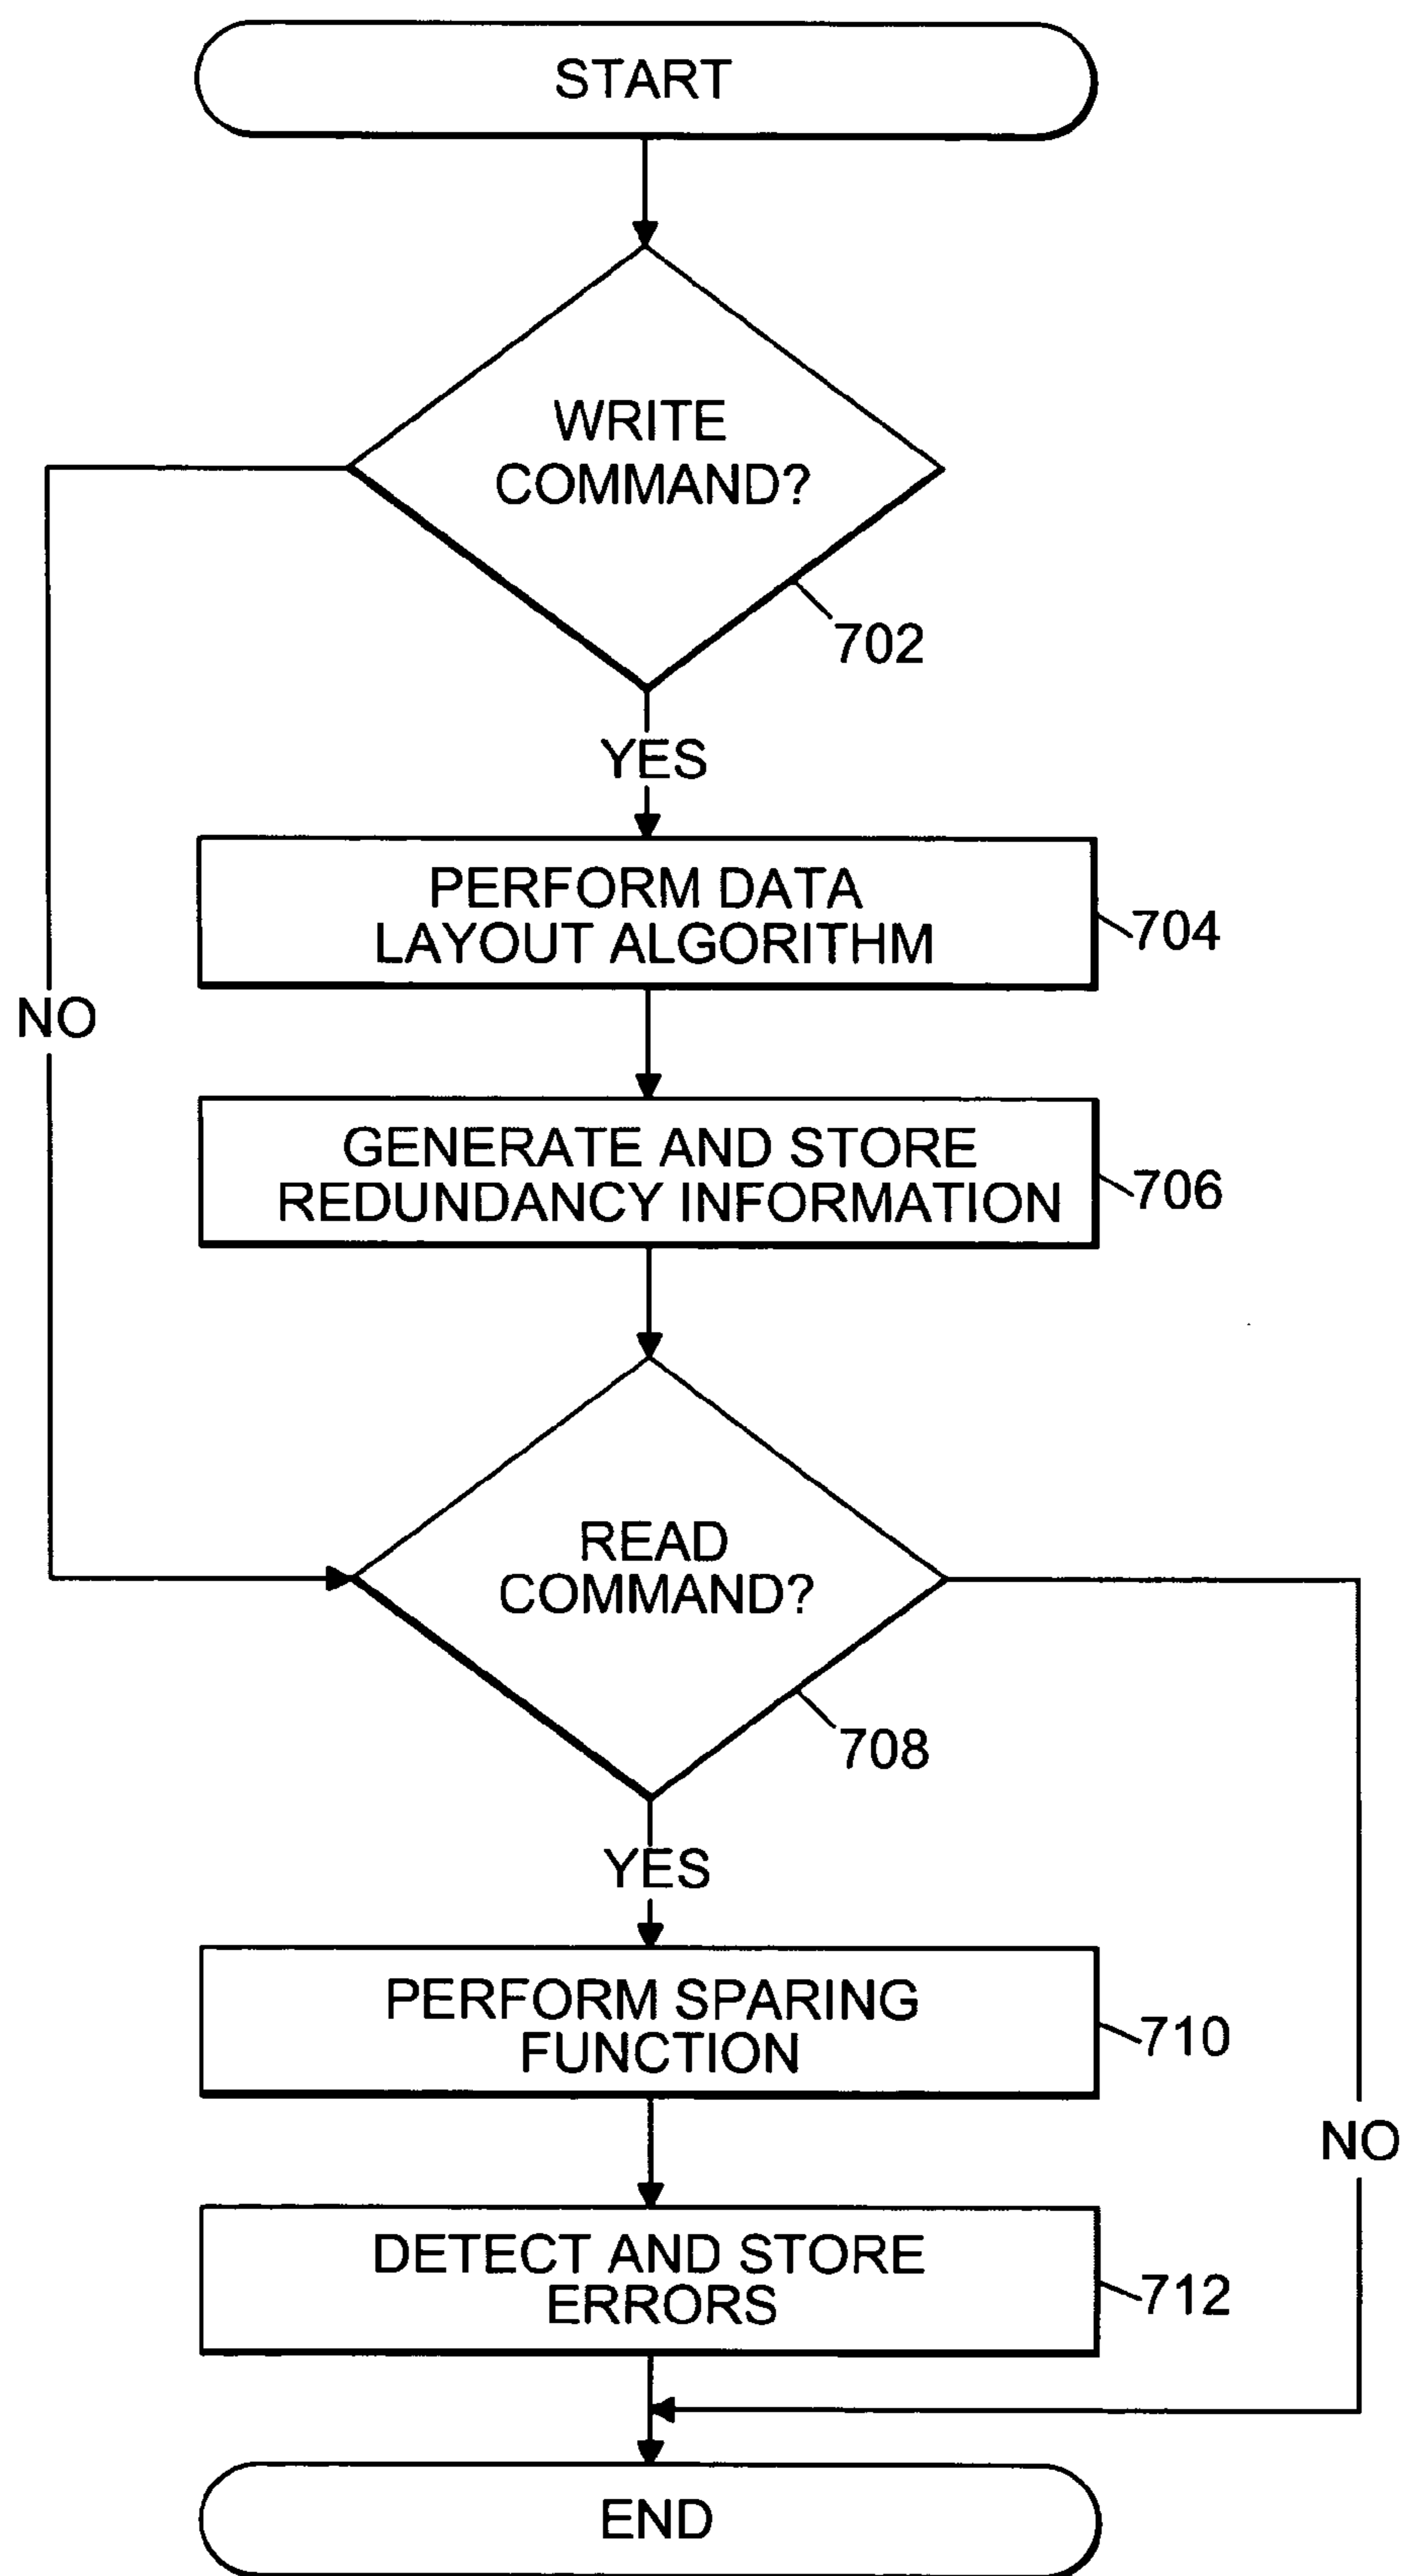 START
WRITE
COMMAND?
702
YES
PERFORM DATA
LAYOUT ALGORITHM
704
NO
GENERATE AND STORE
REDUNDANCY INFORMATION
706
READ
COMMAND?
708
YES
PERFORM SPARING
FUNCTION
710
NO
DETECT AND STORE
ERRORS
712
END